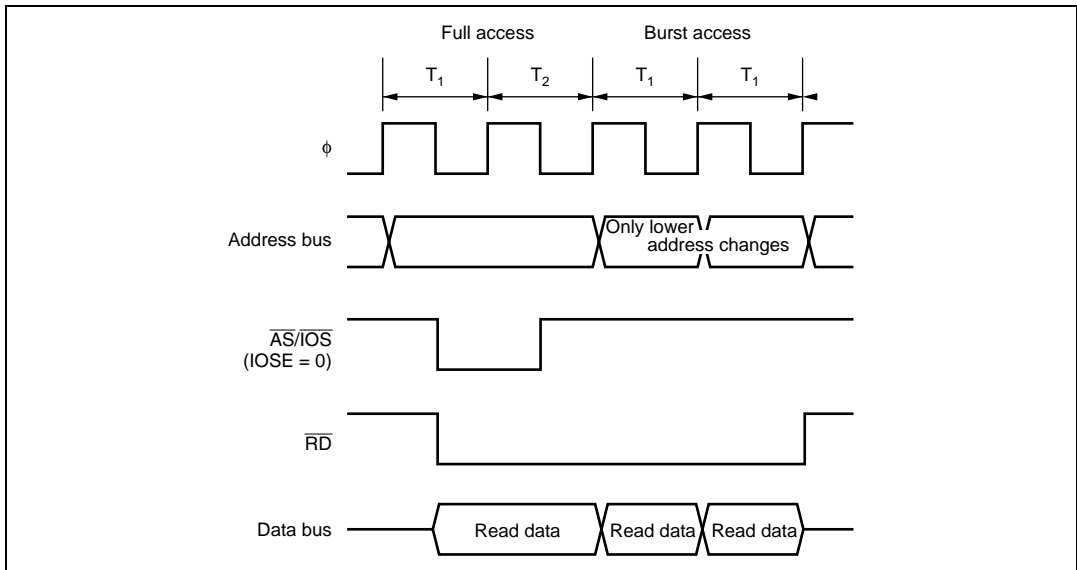 Full access Burst access
T1 T2 T1 T1
φ
Address bus
Only lower
address changes
AS/IOS
(IOSE = 0)
RD
Data bus
Read data Read data Read data